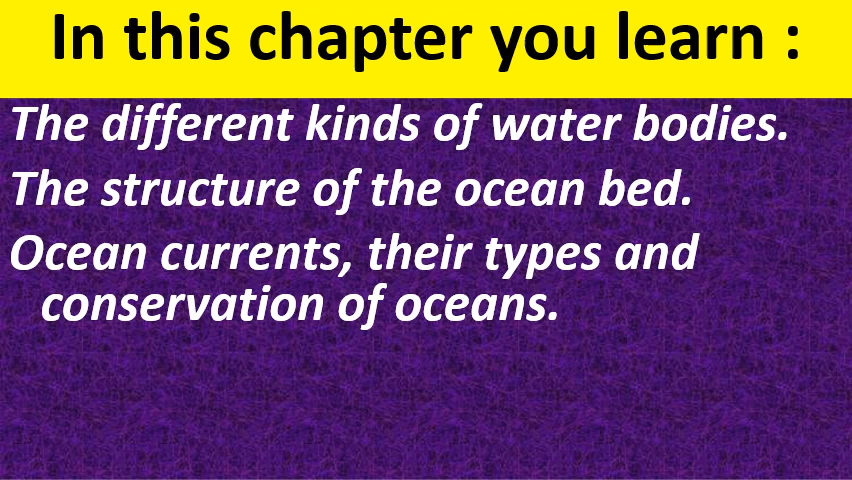 In this chapter you learn :
The different kinds of water bodies.
The structure of the ocean bed.
Ocean currents, their types and
conservation of oceans.